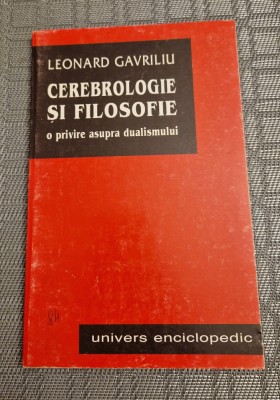 LEONARD GAVRILIU
CEREBROLOGIE
ȘI FILOSOFIE
o privire asupra dualismului
univers enciclopedic